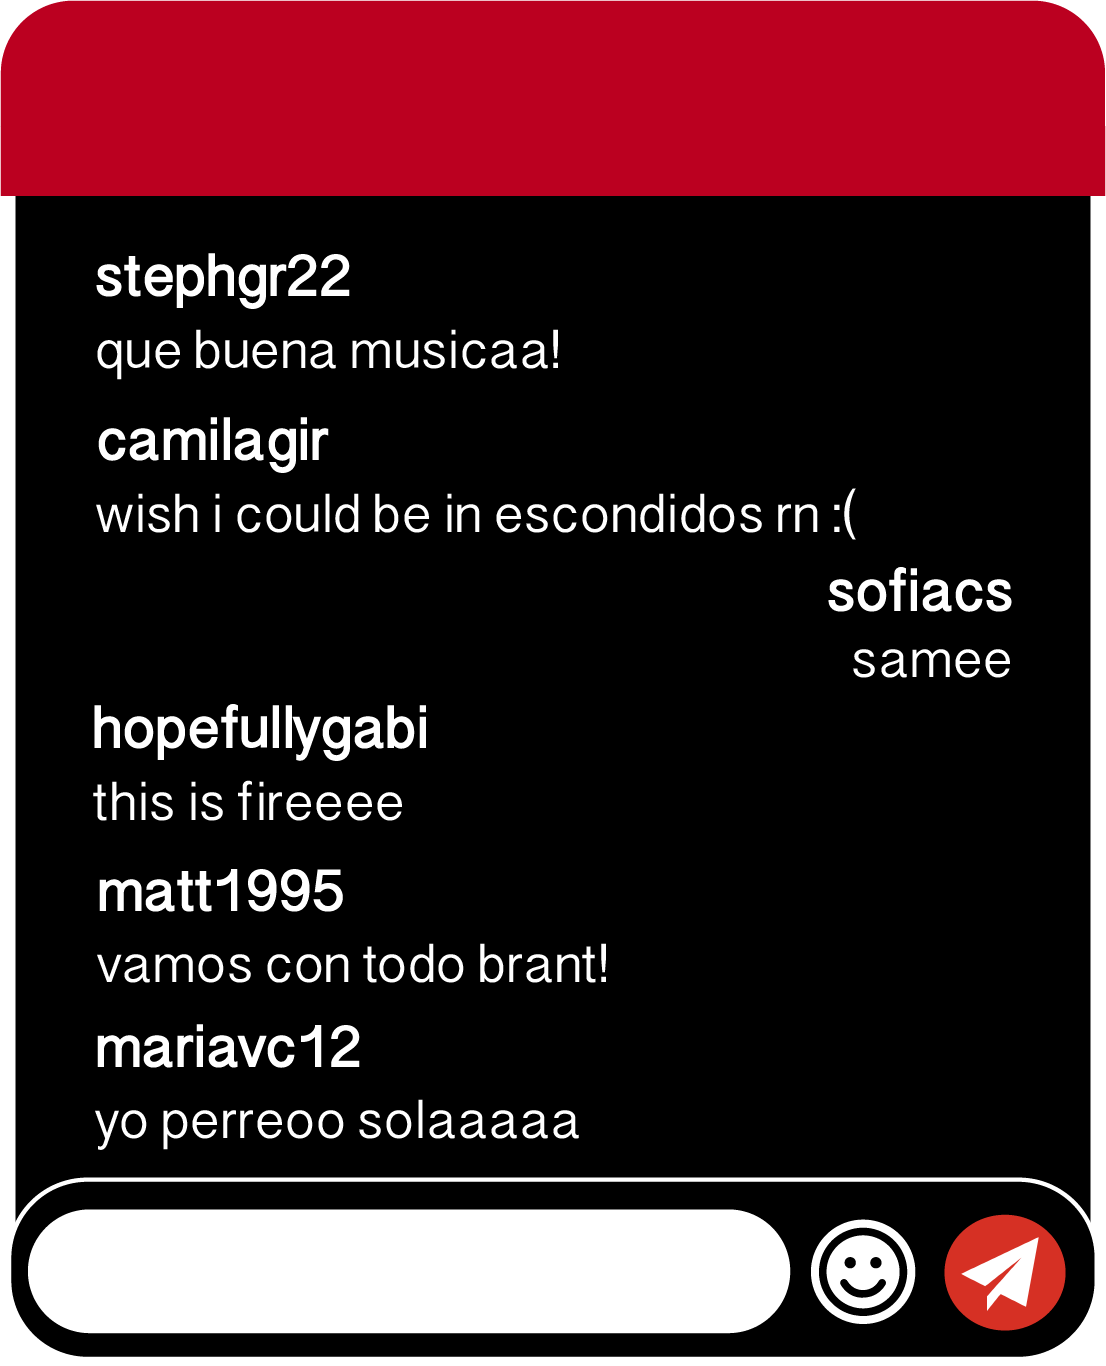 stephgr22
que buena musicaa!
camilagir
wish i could be in escondidos rn :(
sofiacs
samee
hopefullygabi
this is fireeee
matt1995
vamos con todo brant!
mariavc12
yo perreoo solaaaaa